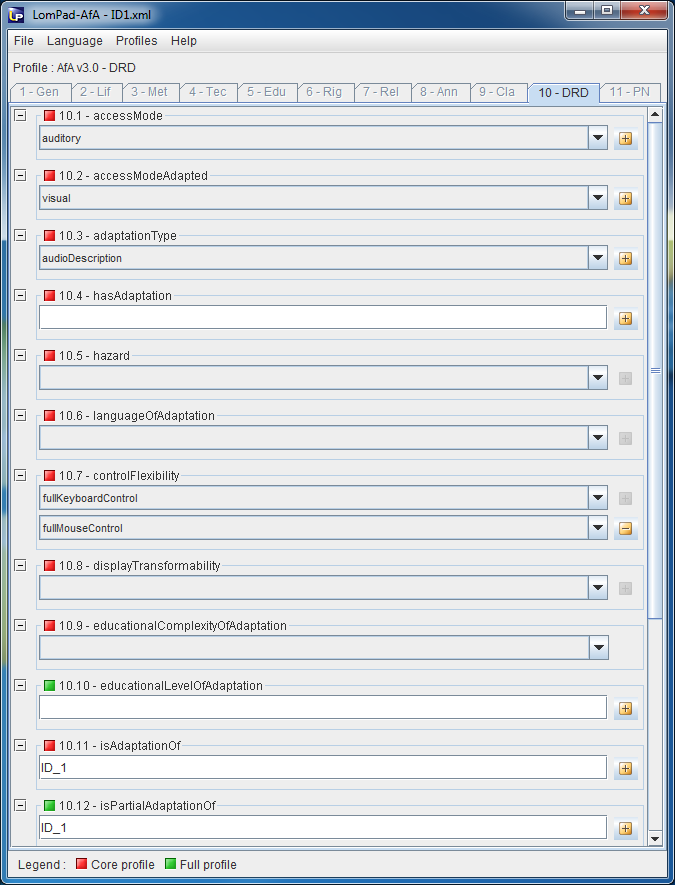 LP LomPad-AfA - ID1.xml
File Language Profiles Help
Profile : AfA v3.0 - DRD
1 - Gen 2 - Lif 3 - Met 4 - Tec 5 - Edu 6 - Rig 7 - Rel 8 - Ann 9 - Cla 10 - DRD 11 - PN
10.1 - accessMode
auditory
10.2 - accessModeAdapted
visual
10.3 - adaptationType
audioDescription
10.4 - hasAdaptation
10.5 - hazard
10.6 - languageOfAdaptation
10.7 - controlFlexibility
fullKeyboardControl
fullMouseControl
10.8 - displayTransformability
10.9 - educationalComplexityOfAdaptation
10.10 - educationalLevelOfAdaptation
10.11 - isAdaptationOf
ID_1
10.12 - isPartialAdaptationOf
ID_1
Legend : Core profile Full profile